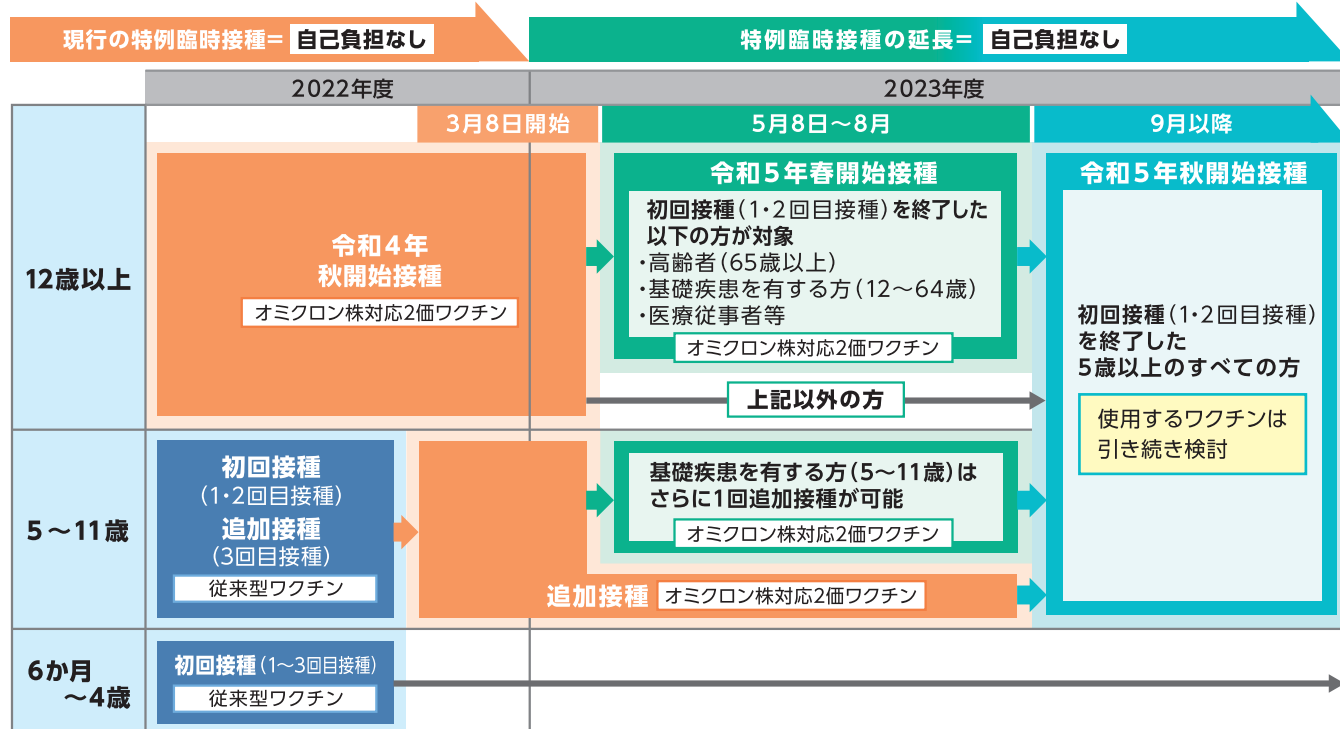 現行の特例臨時接種= 自己負担なし
特例臨時接種の延長= 自己負担なし
2022年度
2023年度
3月8日開始
5月8日～8月
9月以降
12歳以上
令和4年
秋開始接種
オミクロン株対応2価ワクチン
令和5年春開始接種
初回接種(1・2回目接種)を終了した
以下の方が対象
・高齢者(65歳以上)
・基礎疾患を有する方(12～64歳)
・医療従事者等
オミクロン株対応2価ワクチン
上記以外の方
令和5年秋開始接種
初回接種(1・2回目接種)
を終了した
5歳以上のすべての方
使用するワクチンは
引き続き検討
5～11歳
初回接種
(1・2回目接種)
追加接種
(3回目接種)
従来型ワクチン
基礎疾患を有する方(5～11歳)は
さらに1回追加接種が可能
オミクロン株対応2価ワクチン
追加接種 オミクロン株対応2価ワクチン
6か月
～4歳
初回接種(1～3回目接種)
従来型ワクチン